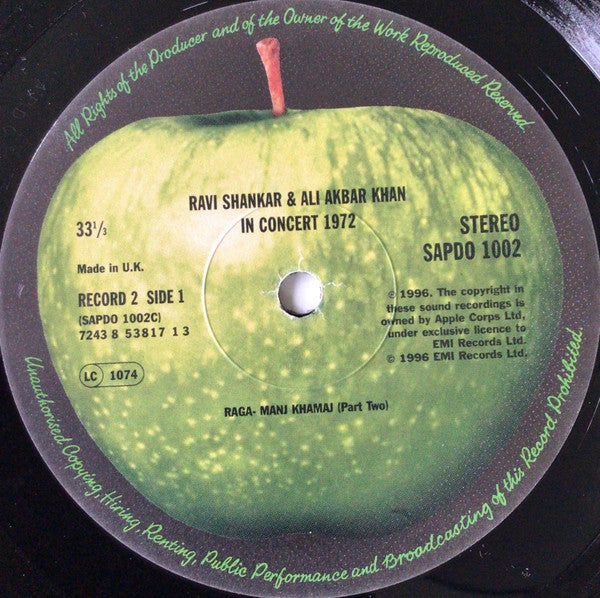 All Rights of the Producer and of the Owner of the Work Reproduced Reserved.
RAVI SHANKAR & ALI AKBAR KHAN
IN CONCERT 1972
33 1/3
STEREO
SAPDO 1002
Made in U.K.
RECORD 2 SIDE 1
(SAPDO 1002C)
7243 8 53817 1 3
LC 1074
℗ 1996. The copyright in
these sound recordings is
owned by Apple Corps Ltd,
under exclusive licence to
EMI Records Ltd.
© 1996 EMI Records Ltd.
RAGA- MANJ KHAMAJ (Part Two)
Unauthorised Copying, Hiring, Renting, Public Performance and Broadcasting of this Record Prohibited.